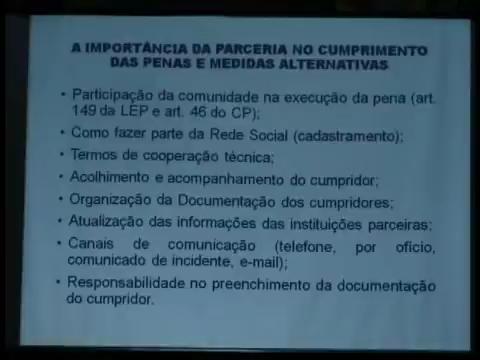 A IMPORTÂNCIA DA PARCERIA NO CUMPRIMENTO
DAS PENAS E MEDIDAS ALTERNATIVAS
• Participação da comunidade na execução da pena (art.
149 da LEP e art. 46 do CP);
• Como fazer parte da Rede Social (cadastramento);
• Termos de cooperação técnica;
• Acolhimento e acompanhamento do cumpridor;
• Organização da Documentação dos cumpridores;
• Atualização das informações das instituições parceiras;
• Canais de comunicação (telefone, por ofício,
comunicado de incidente, e-mail);
• Responsabilidade no preenchimento da documentação
do cumpridor.